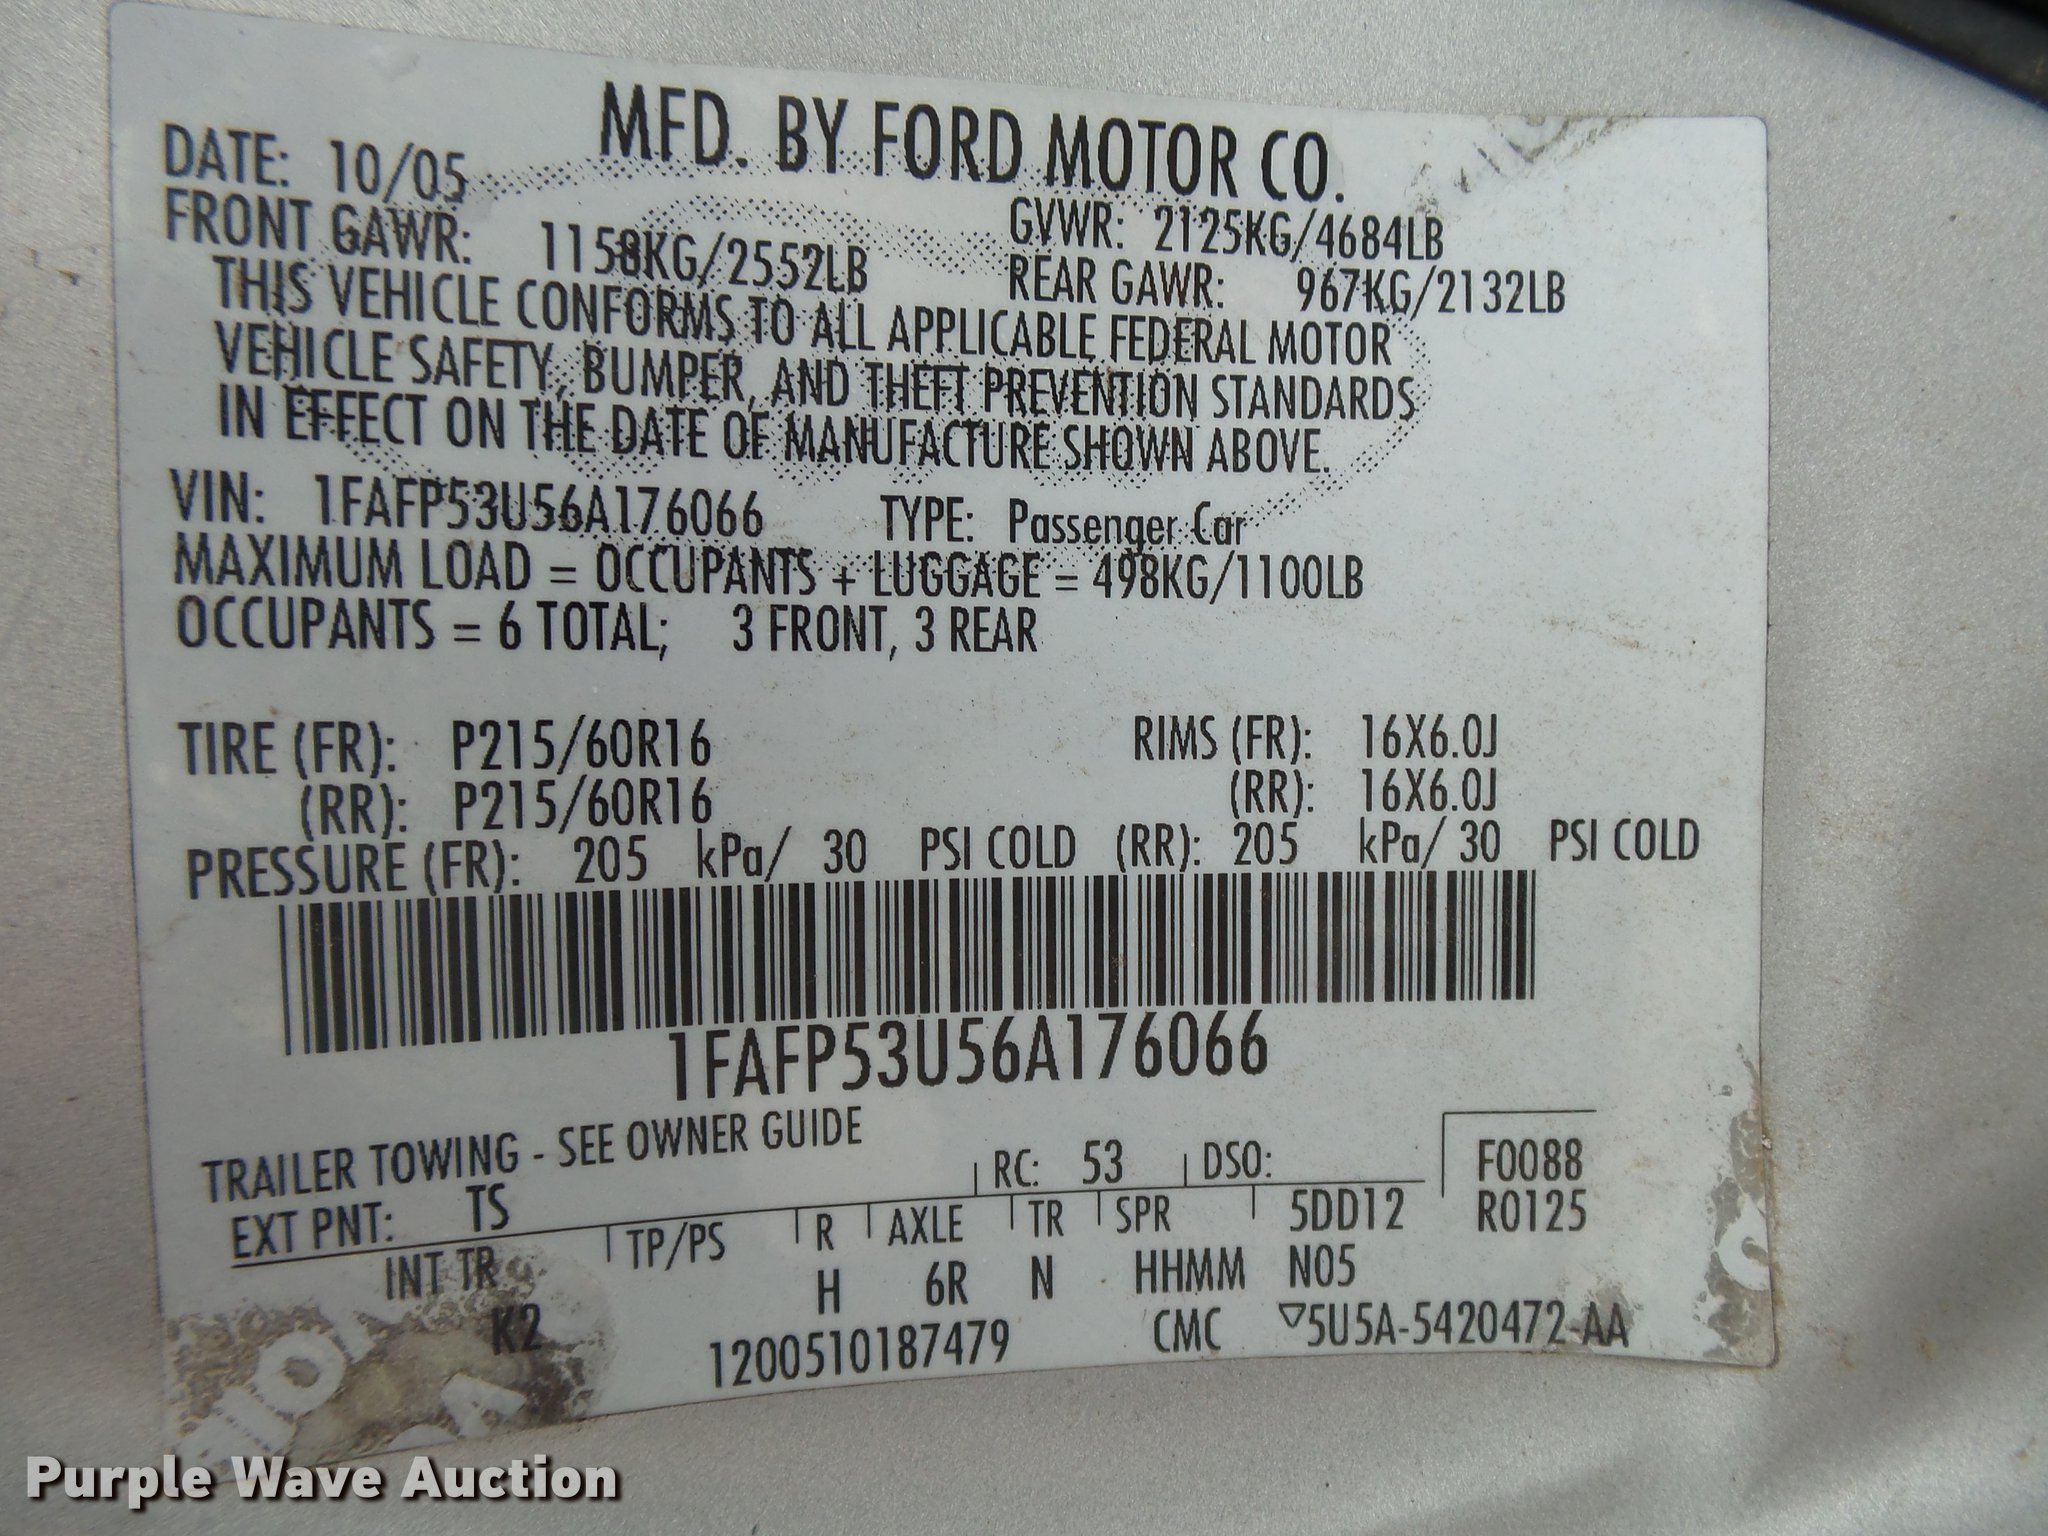 MFD. BY FORD MOTOR CO.
DATE: 10/05
FRONT GAWR: 1158KG/2552LB
GVWR: 2125KG/4684LB
REAR GAWR: 967KG/2132LB
THIS VEHICLE CONFORMS TO ALL APPLICABLE FEDERAL MOTOR
VEHICLE SAFETY, BUMPER, AND THEFT PREVENTION STANDARDS
IN EFFECT ON THE DATE OF MANUFACTURE SHOWN ABOVE.
VIN: 1FAFP53U56A176066 TYPE: Passenger Car
MAXIMUM LOAD = OCCUPANTS + LUGGAGE = 498KG/1100LB
OCCUPANTS = 6 TOTAL; 3 FRONT, 3 REAR
TIRE (FR): P215/60R16 RIMS (FR): 16X6.0J
(RR): P215/60R16 (RR): 16X6.0J
PRESSURE (FR): 205 kPa/ 30 PSI COLD (RR): 205 kPa/ 30 PSI COLD
1FAFP53U56A176066
TRAILER TOWING - SEE OWNER GUIDE
RC: 53 DSO: F0088
EXT PNT: TS 5DD12 R0125
INT TR TP/PS R AXLE TR SPR
K2 H 6R N HHMM N05
1200510187479 CMC ▽5U5A-5420472-AA
Purple Wave Auction